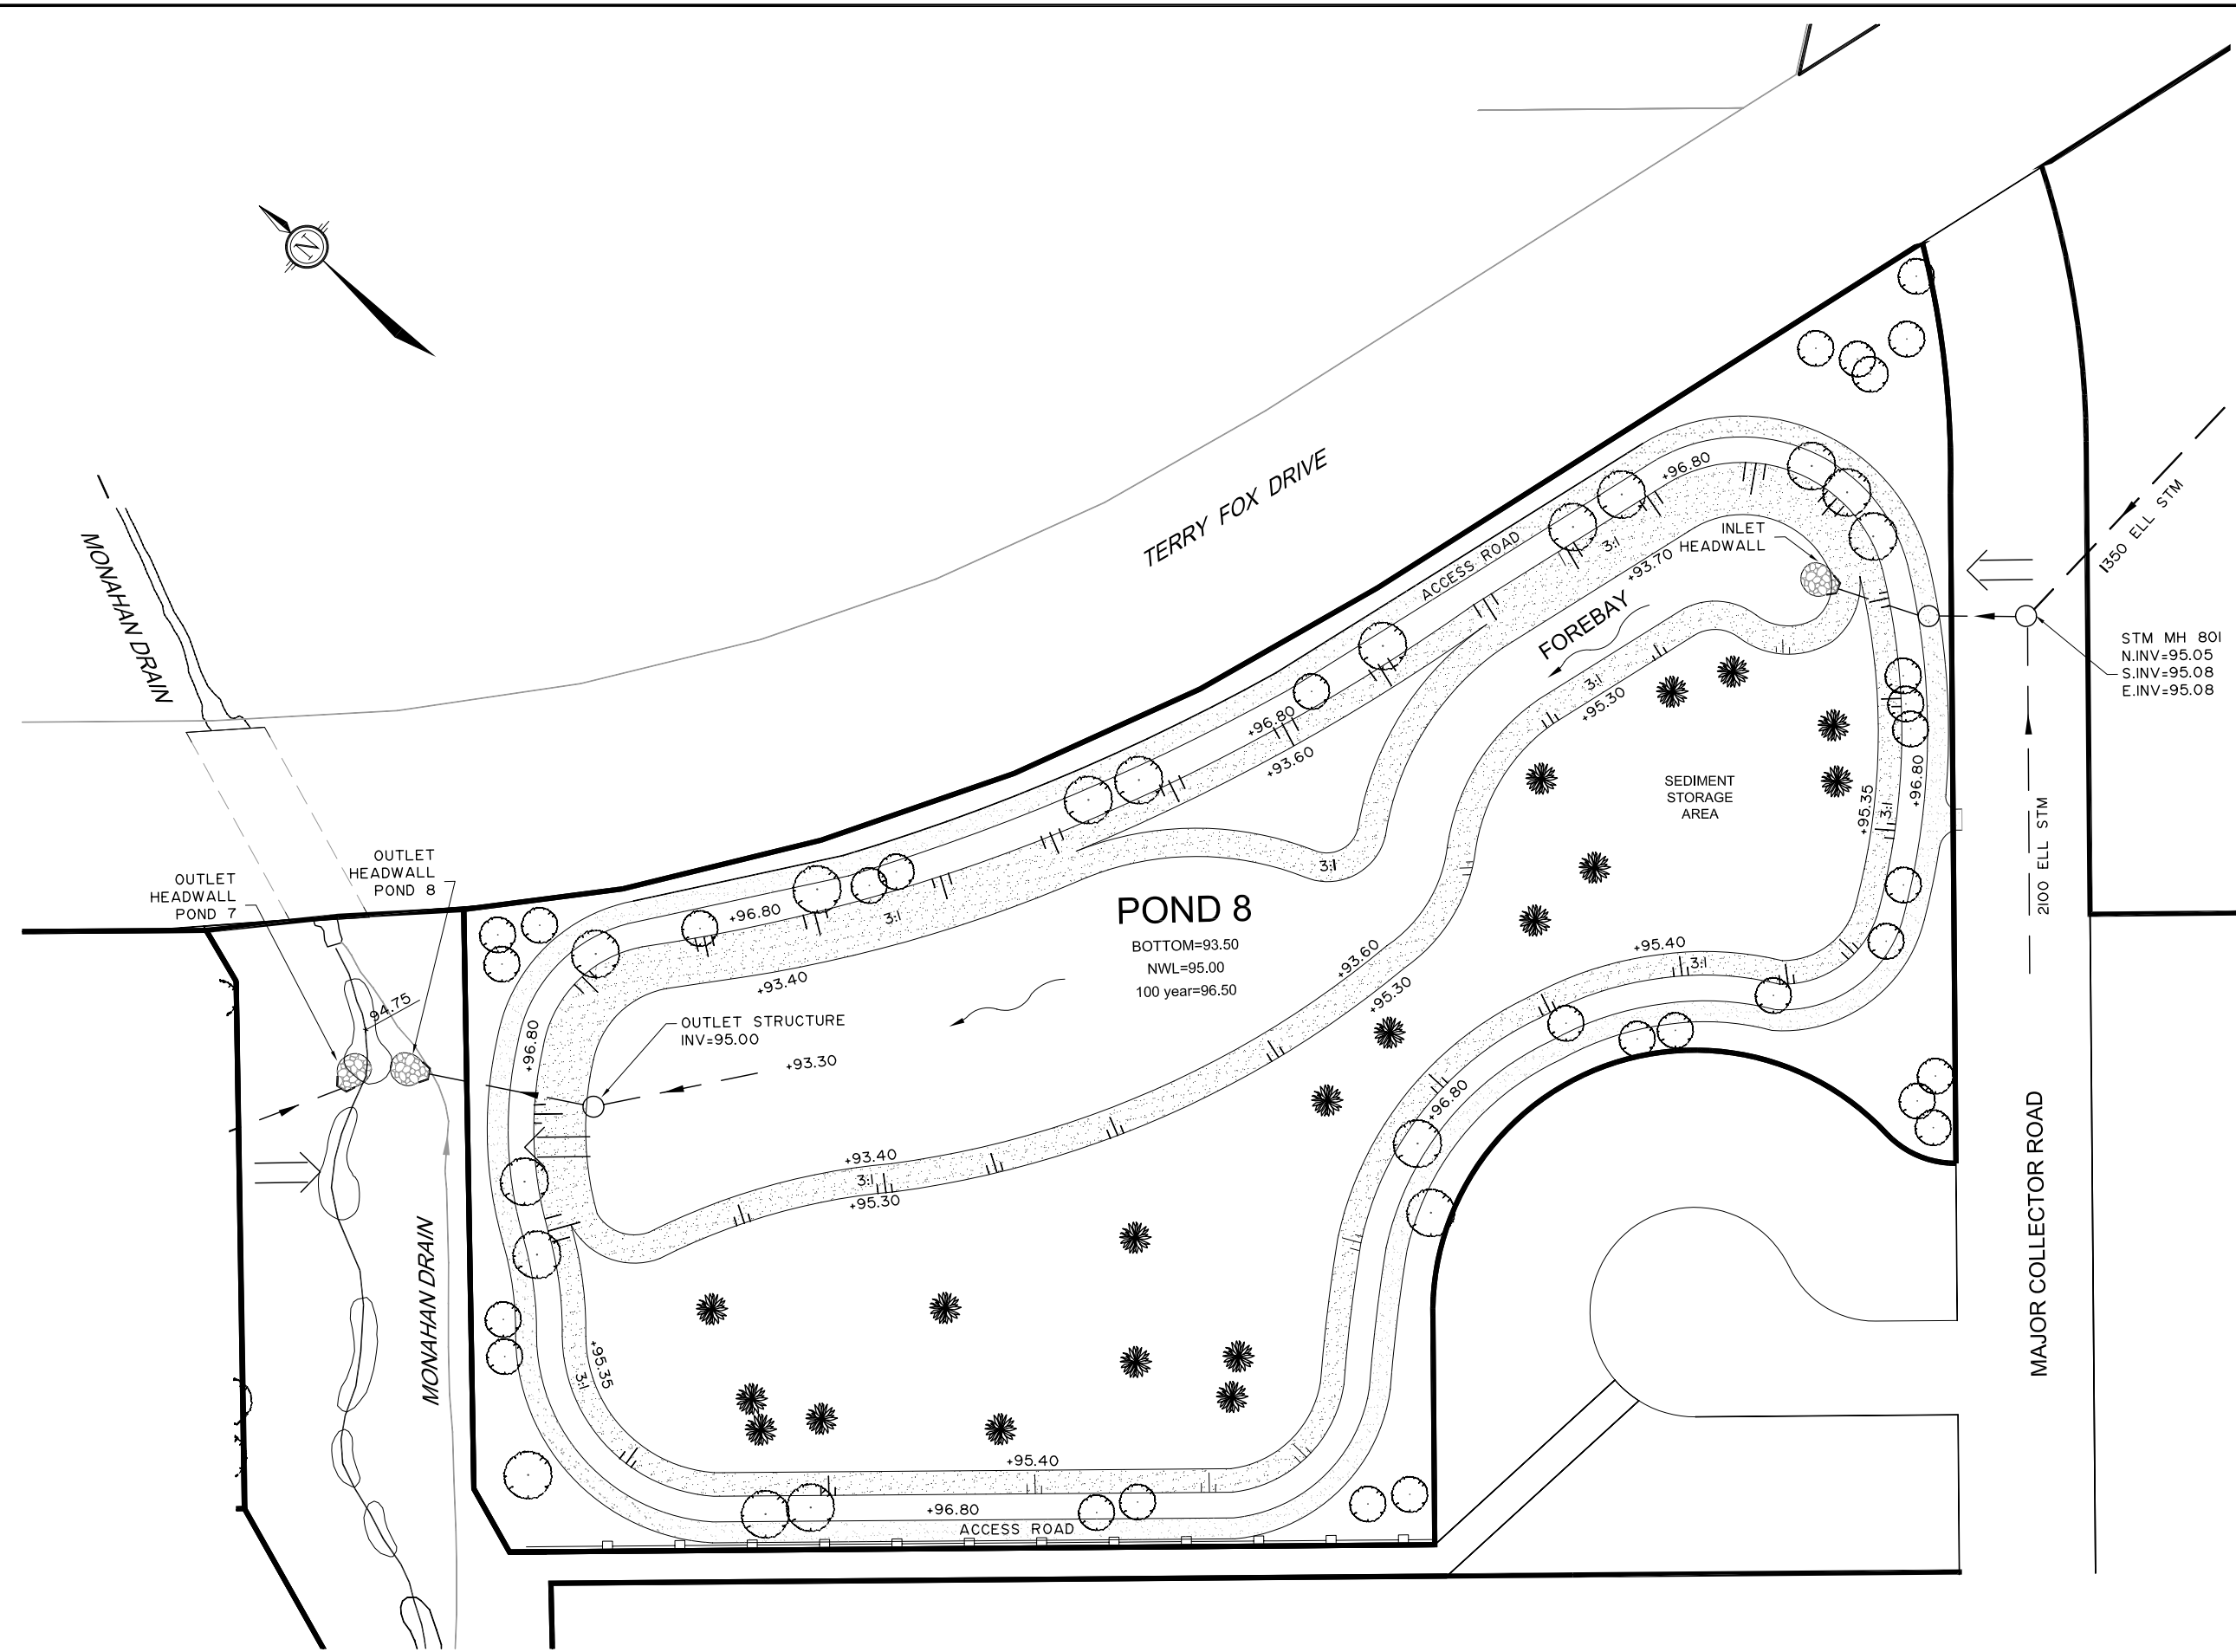 N
MONAHAN DRAIN
TERRY FOX DRIVE
+96.80
INLET
HEADWALL
ACCESS ROAD
3:1
+93.70
FOREBAY
1350 ELL STM
STM MH 801
N.INV=95.05
S.INV=95.08
E.INV=95.08
3:1
+95.30
+96.80
+93.60
SEDIMENT
STORAGE
AREA
+96.80
+95.35
3:1
2100 ELL STM
OUTLET
HEADWALL
POND 8
OUTLET
HEADWALL
POND 7
3:1
+96.80
3:1
POND 8
BOTTOM=93.50
NWL=95.00
100 year=96.50
+95.40
3:1
+93.60
+95.30
+93.40
94.75
OUTLET STRUCTURE
INV=95.00
+96.80
+93.30
+96.80
+93.40
3:1
+95.30
MONAHAN DRAIN
MAJOR COLLECTOR ROAD
+95.35
3:1
+95.40
+96.80
ACCESS ROAD